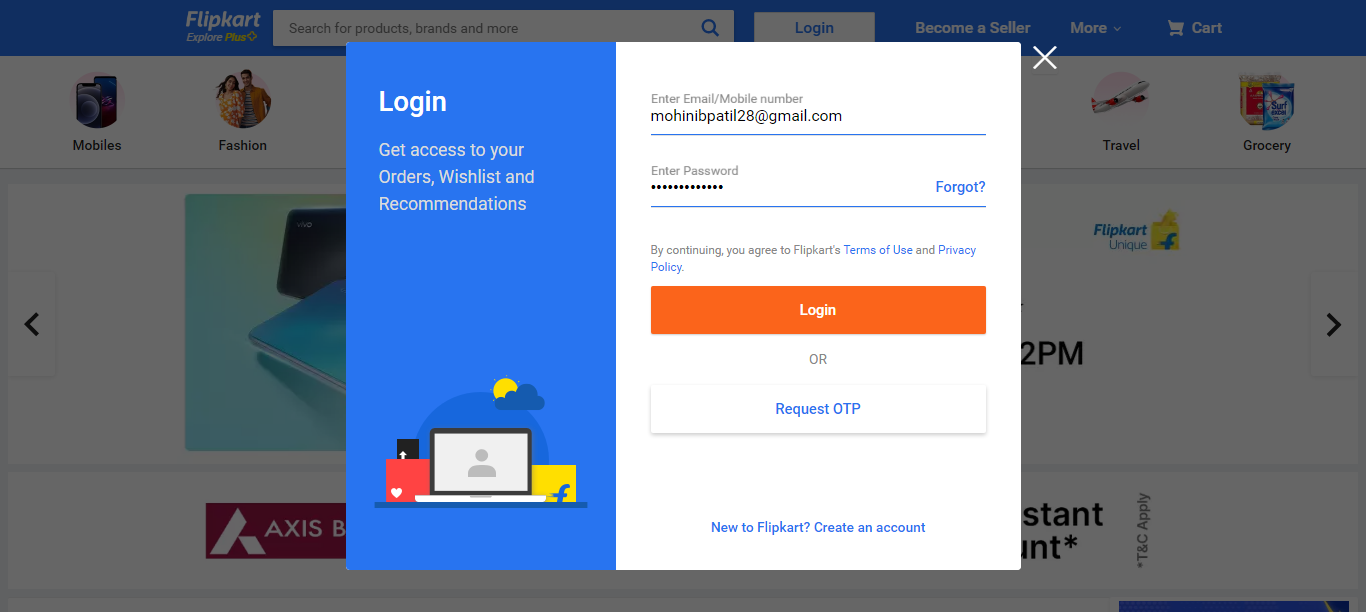 Flipkart
Explore Plus
Search for products, brands and more
Login
Become a Seller
More
Cart
Mobiles
Fashion
Travel
Grocery
Login
Get access to your
Orders, Wishlist and
Recommendations
Enter Email/Mobile number
mohinibpatil28@gmail.com
Enter Password
•••••••••••••
Forgot?
By continuing, you agree to Flipkart's Terms of Use and Privacy
Policy.
Login
OR
Request OTP
New to Flipkart? Create an account
vivo
Flipkart
Unique
2PM
AXIS B
stant
unt*
*T&C Apply